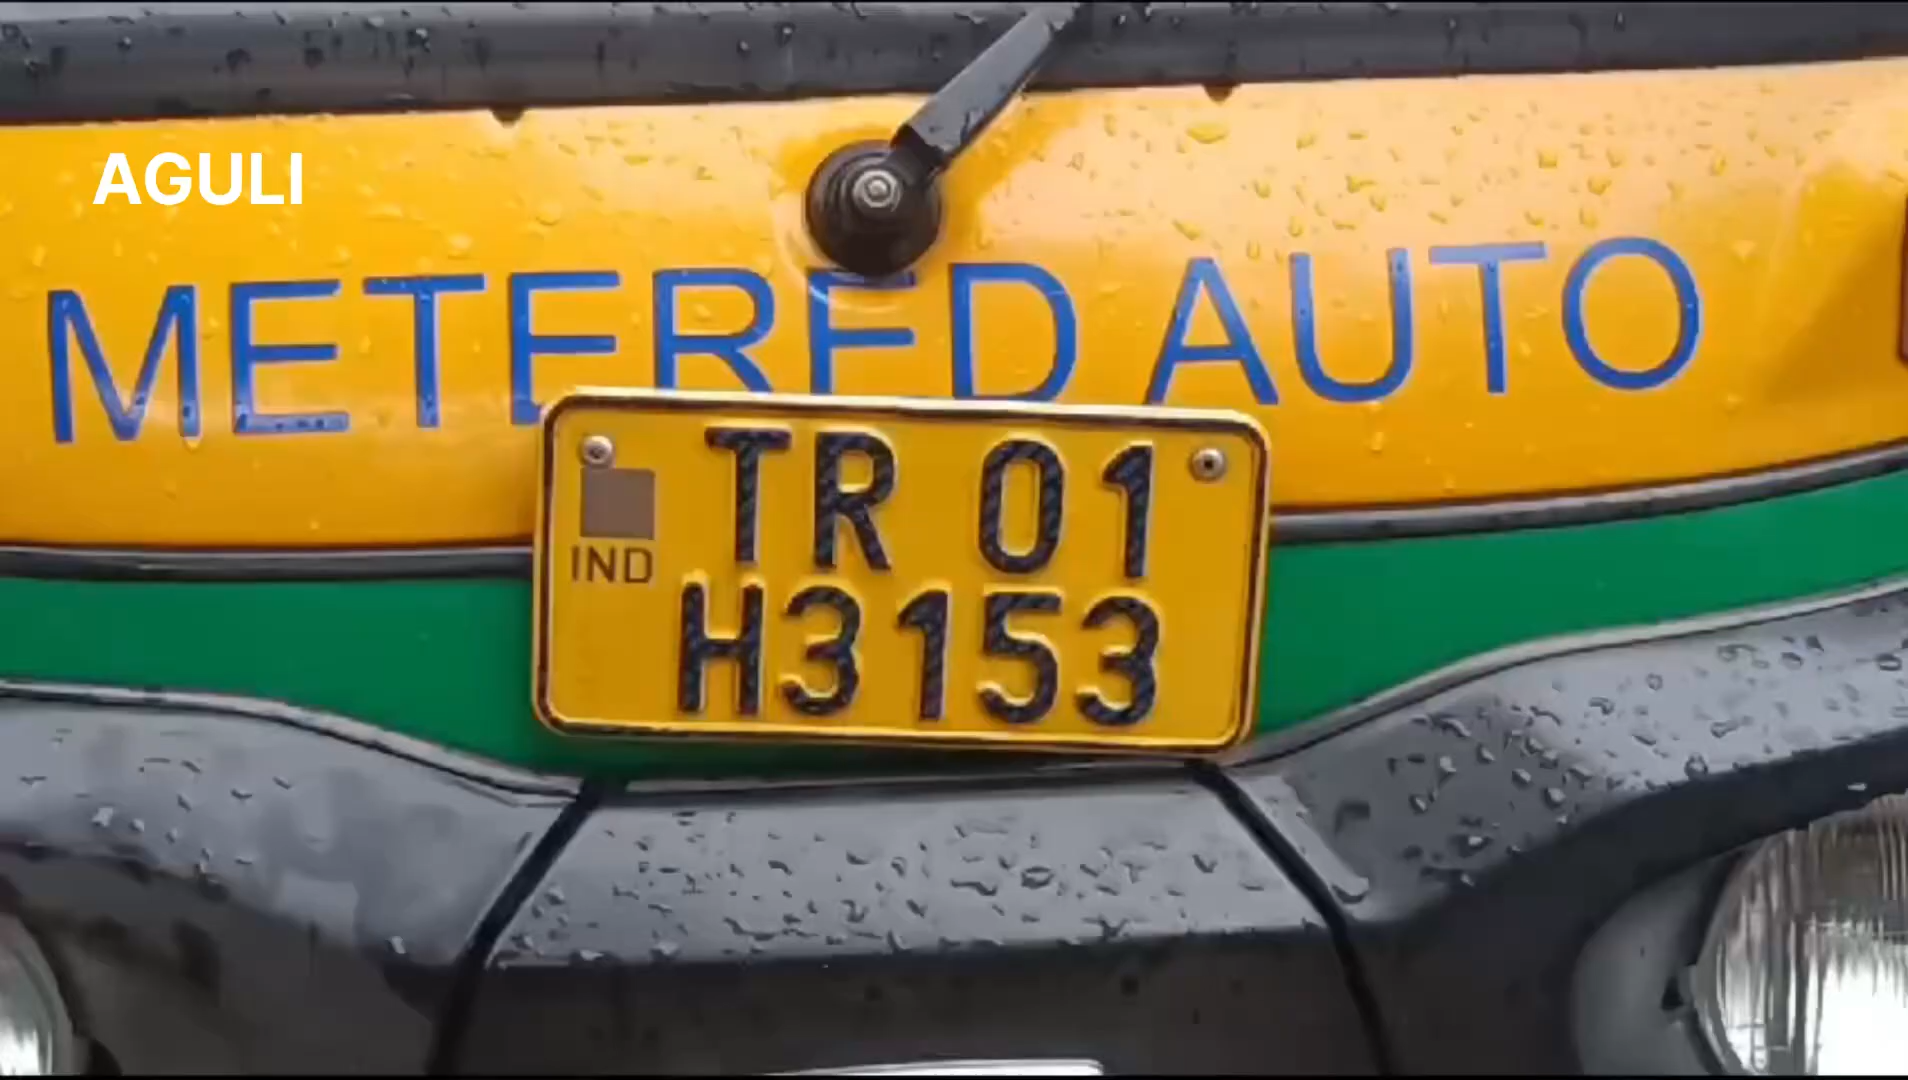 AGULI
METERED AUTO
TR 01
IND
H3153